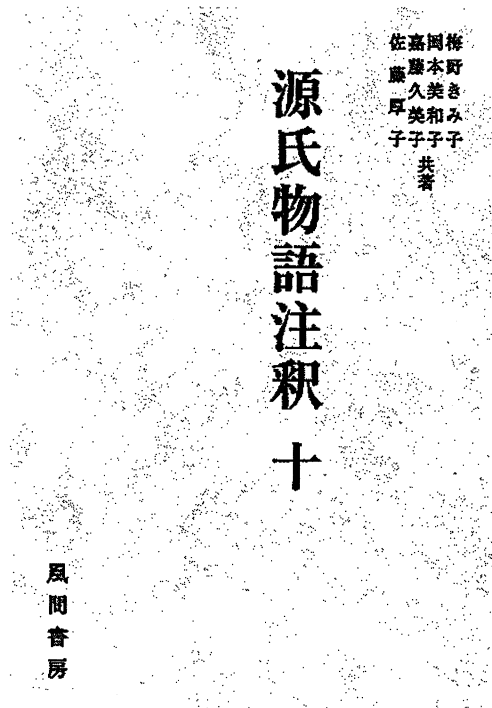 梅野きみ子
岡本美和子
嘉藤久美子
佐藤厚子
共著
源氏物語注釈 十
風間書房